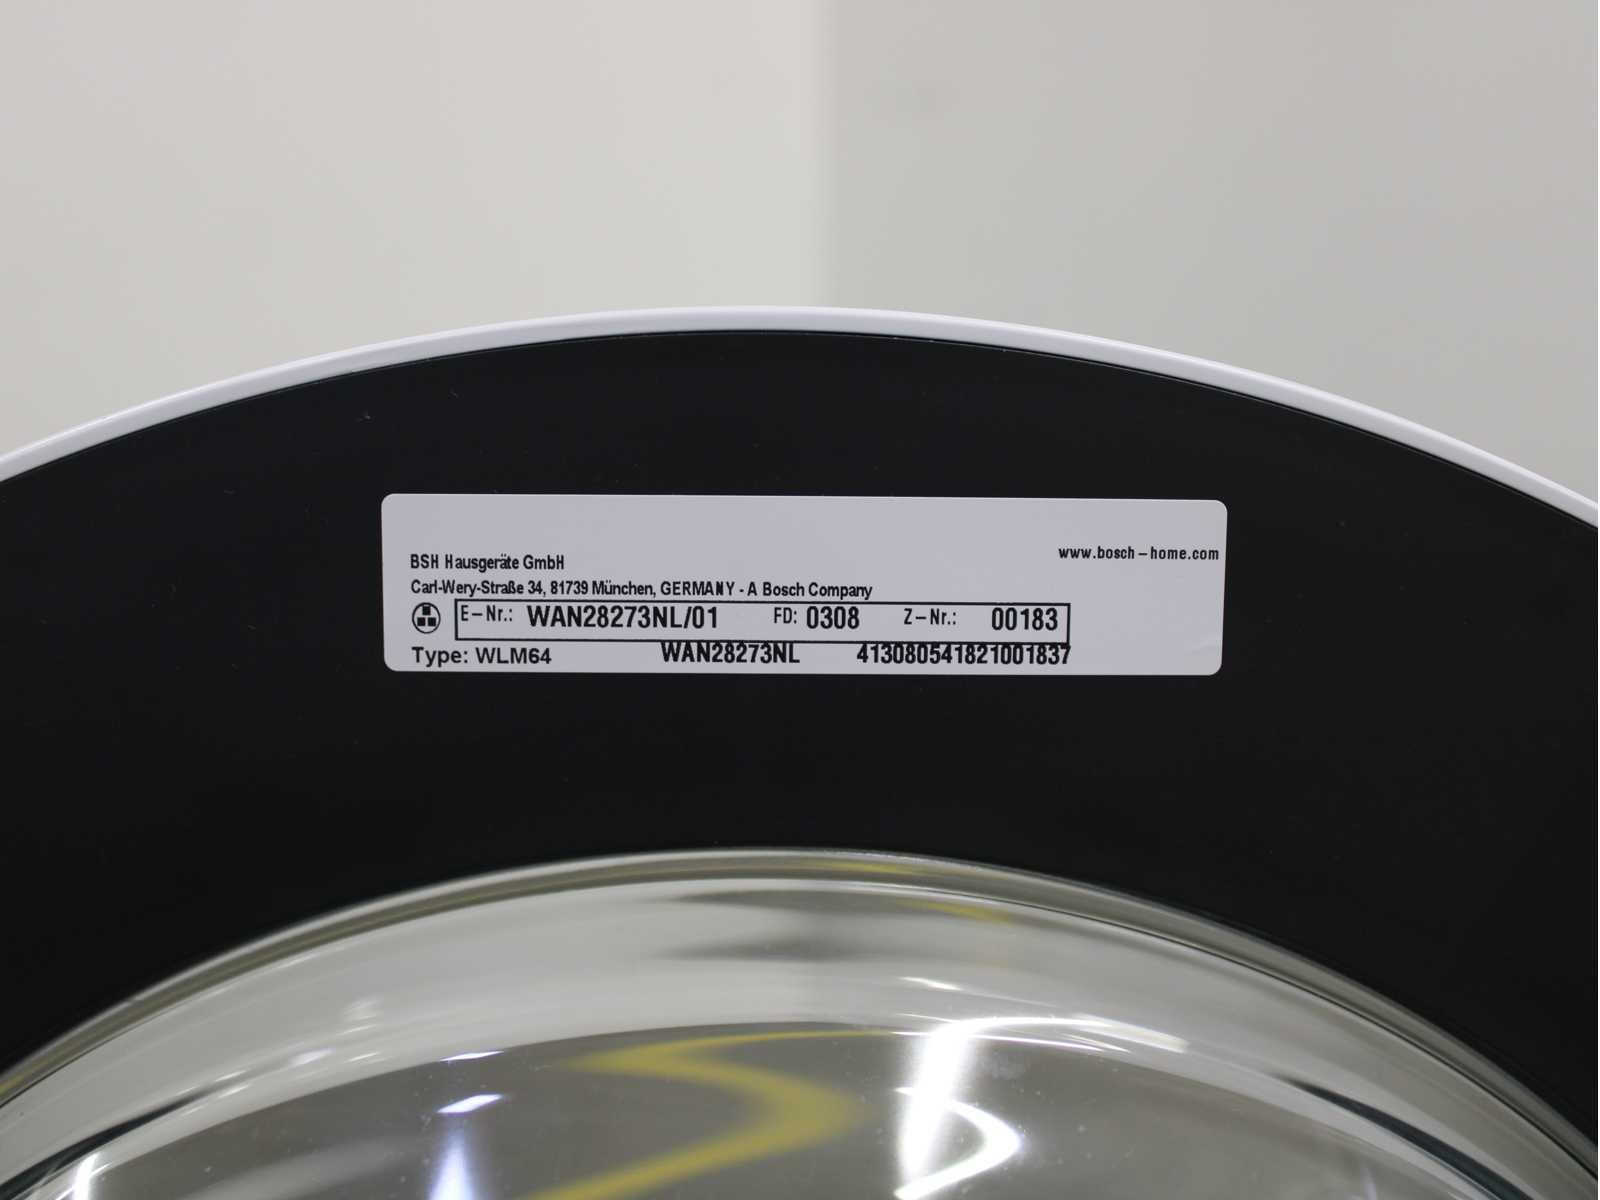 BSH Hausgeräte GmbH
www.bosch-home.com
Carl-Wery-Straße 34, 81739 München, GERMANY - A Bosch Company
E-Nr.: WAN28273NL/01 FD: 0308 Z-Nr.: 00183
Type: WLM64 WAN28273NL 413080541821001837